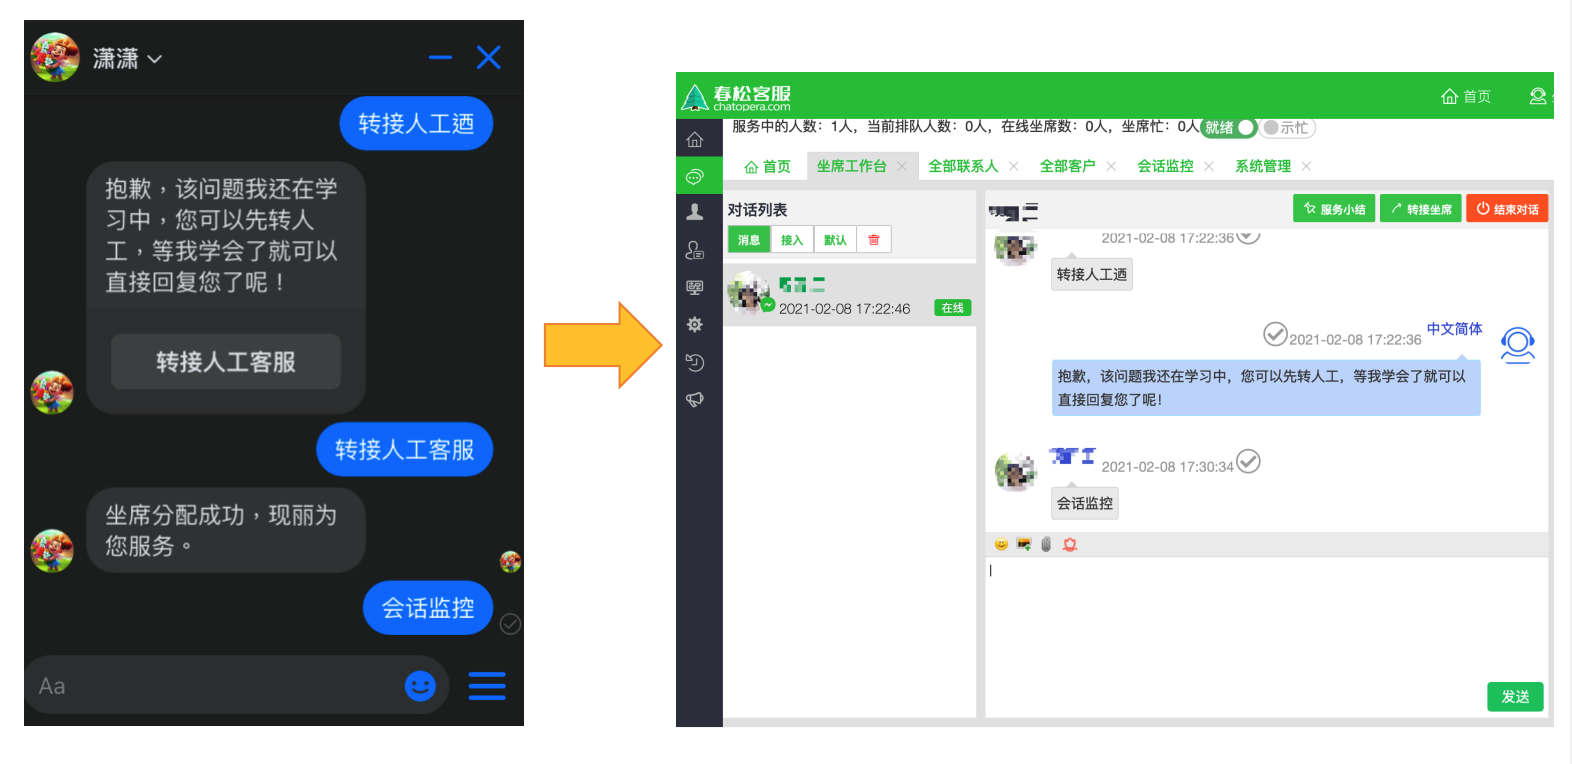 潇潇
转接人工迺
抱歉，该问题我还在学
习中，您可以先转人
工，等我学会了就可以
直接回复您了呢！
转接人工客服
转接人工客服
坐席分配成功，现丽为
您服务。
会话监控
Aa
春松客服
chatopera.com
首页
服务中的人数：1人，当前排队人数：0人，在线坐席数：0人，坐席忙：0人 就绪 示忙
首页 坐席工作台 全部联系人 全部客户 会话监控 系统管理
对话列表
消息 接入 默认
2021-02-08 17:22:46 在线
服务小结 转接坐席 结束对话
2021-02-08 17:22:36
转接人工迺
2021-02-08 17:22:36 中文简体
抱歉，该问题我还在学习中，您可以先转人工，等我学会了就可以
直接回复您了呢！
2021-02-08 17:30:34
会话监控
发送